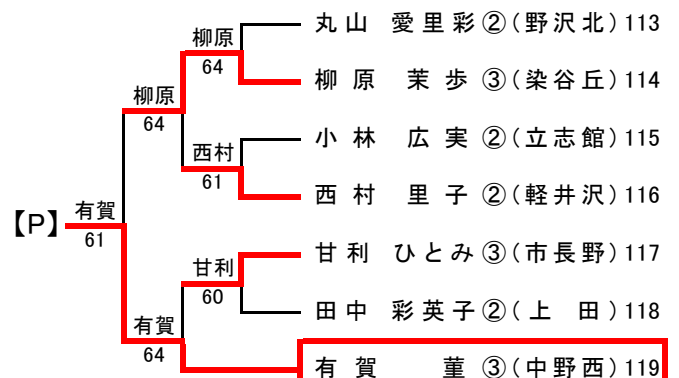 丸山 愛里彩②(野沢北)113
柳原
64
柳原 茉歩③(染谷丘)114
柳原
64
小林 広実②(立志館)115
西村
61
西村 里子②(軽井沢)116
【P】
有賀
61
甘利 ひとみ③(市長野)117
甘利
60
田中 彩英子②(上 田)118
有賀
64
有賀 菫③(中野西)119